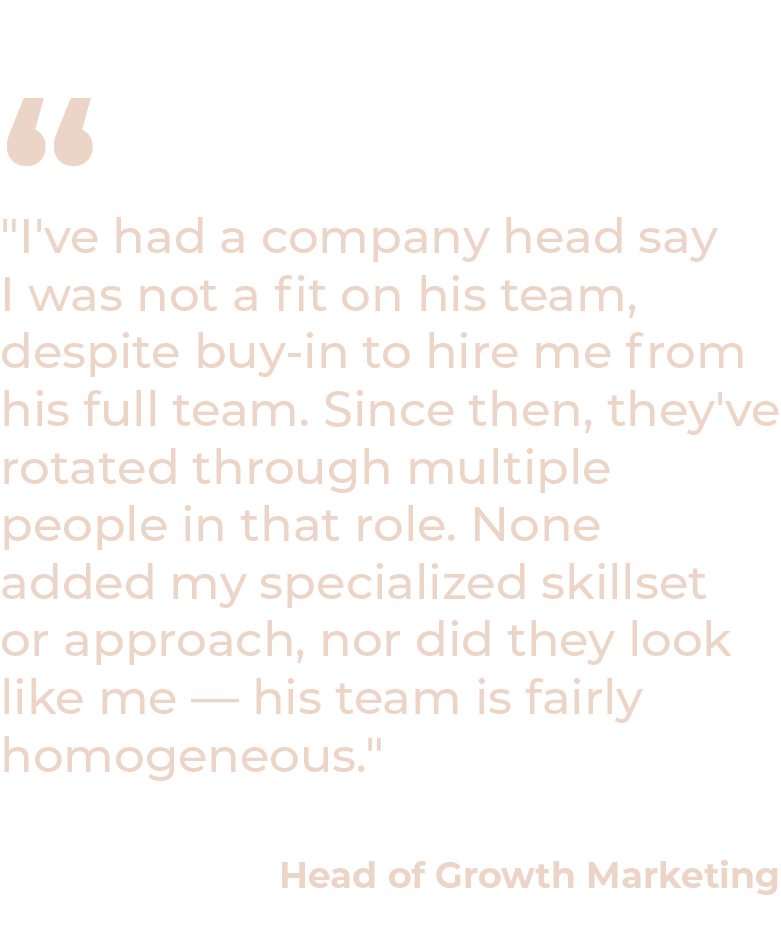 “
"I've had a company head say
I was not a fit on his team,
despite buy-in to hire me from
his full team. Since then, they've
rotated through multiple
people in that role. None
added my specialized skillset
or approach, nor did they look
like me — his team is fairly
homogeneous."
Head of Growth Marketing